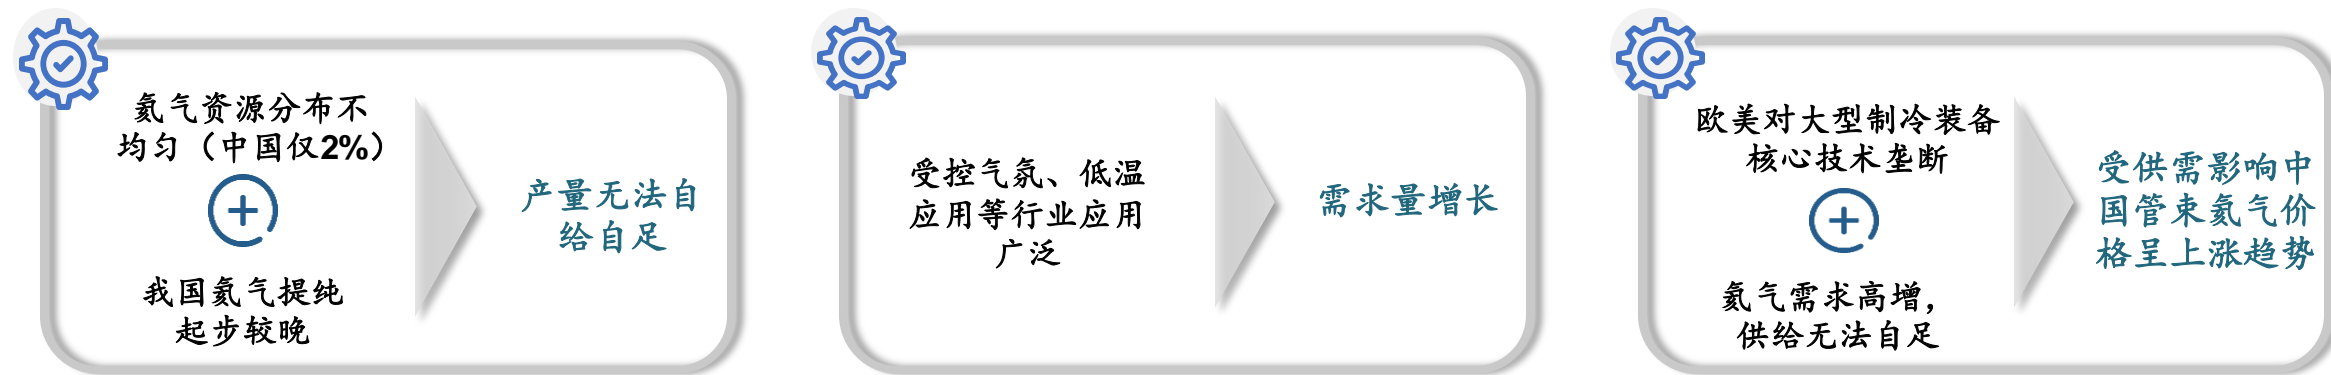 氦气资源分布不
均匀（中国仅2%）
我国氦气提纯
起步较晚
产量无法自
给自足
受控气氛、低温
应用等行业应用
广泛
需求量增长
欧美对大型制冷装备
核心技术垄断
氦气需求高增，
供给无法自足
受供需影响中
国管束氦气价
格呈上涨趋势